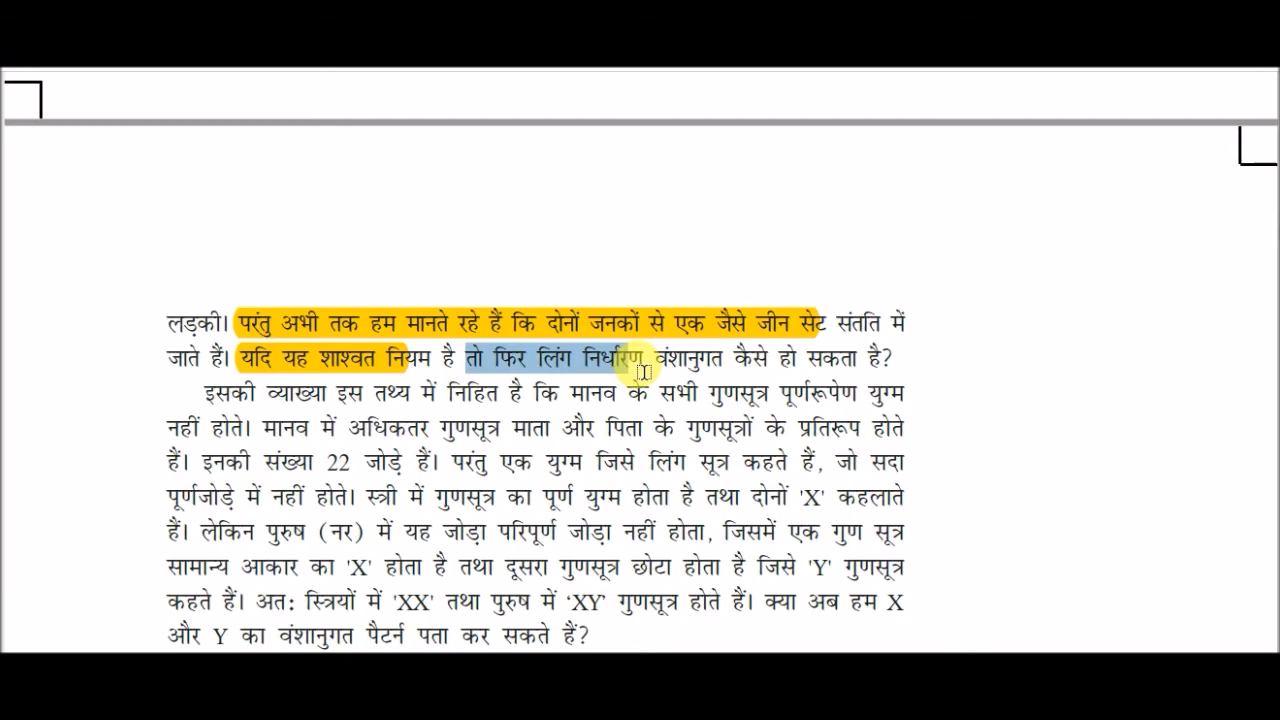 लड़की। परंतु अभी तक हम मानते रहे हैं कि दोनों जनकों से एक जैसे जीन सेट संतति में
जाते हैं। यदि यह शाश्वत नियम है तो फिर लिंग निर्धारण वंशानुगत कैसे हो सकता है?
इसकी व्याख्या इस तथ्य में निहित है कि मानव के सभी गुणसूत्र पूर्णरूपेण युग्म
नहीं होते। मानव में अधिकतर गुणसूत्र माता और पिता के गुणसूत्रों के प्रतिरूप होते
हैं। इनकी संख्या 22 जोड़े हैं। परंतु एक युग्म जिसे लिंग सूत्र कहते हैं, जो सदा
पूर्णजोड़े में नहीं होते। स्त्री में गुणसूत्र का पूर्ण युग्म होता है तथा दोनों 'X' कहलाते
हैं। लेकिन पुरुष (नर) में यह जोड़ा परिपूर्ण जोड़ा नहीं होता, जिसमें एक गुण सूत्र
सामान्य आकार का 'X' होता है तथा दूसरा गुणसूत्र छोटा होता है जिसे 'Y' गुणसूत्र
कहते हैं। अतः स्त्रियों में 'XX' तथा पुरुष में ‘XY’ गुणसूत्र होते हैं। क्या अब हम X
और Y का वंशानुगत पैटर्न पता कर सकते हैं?